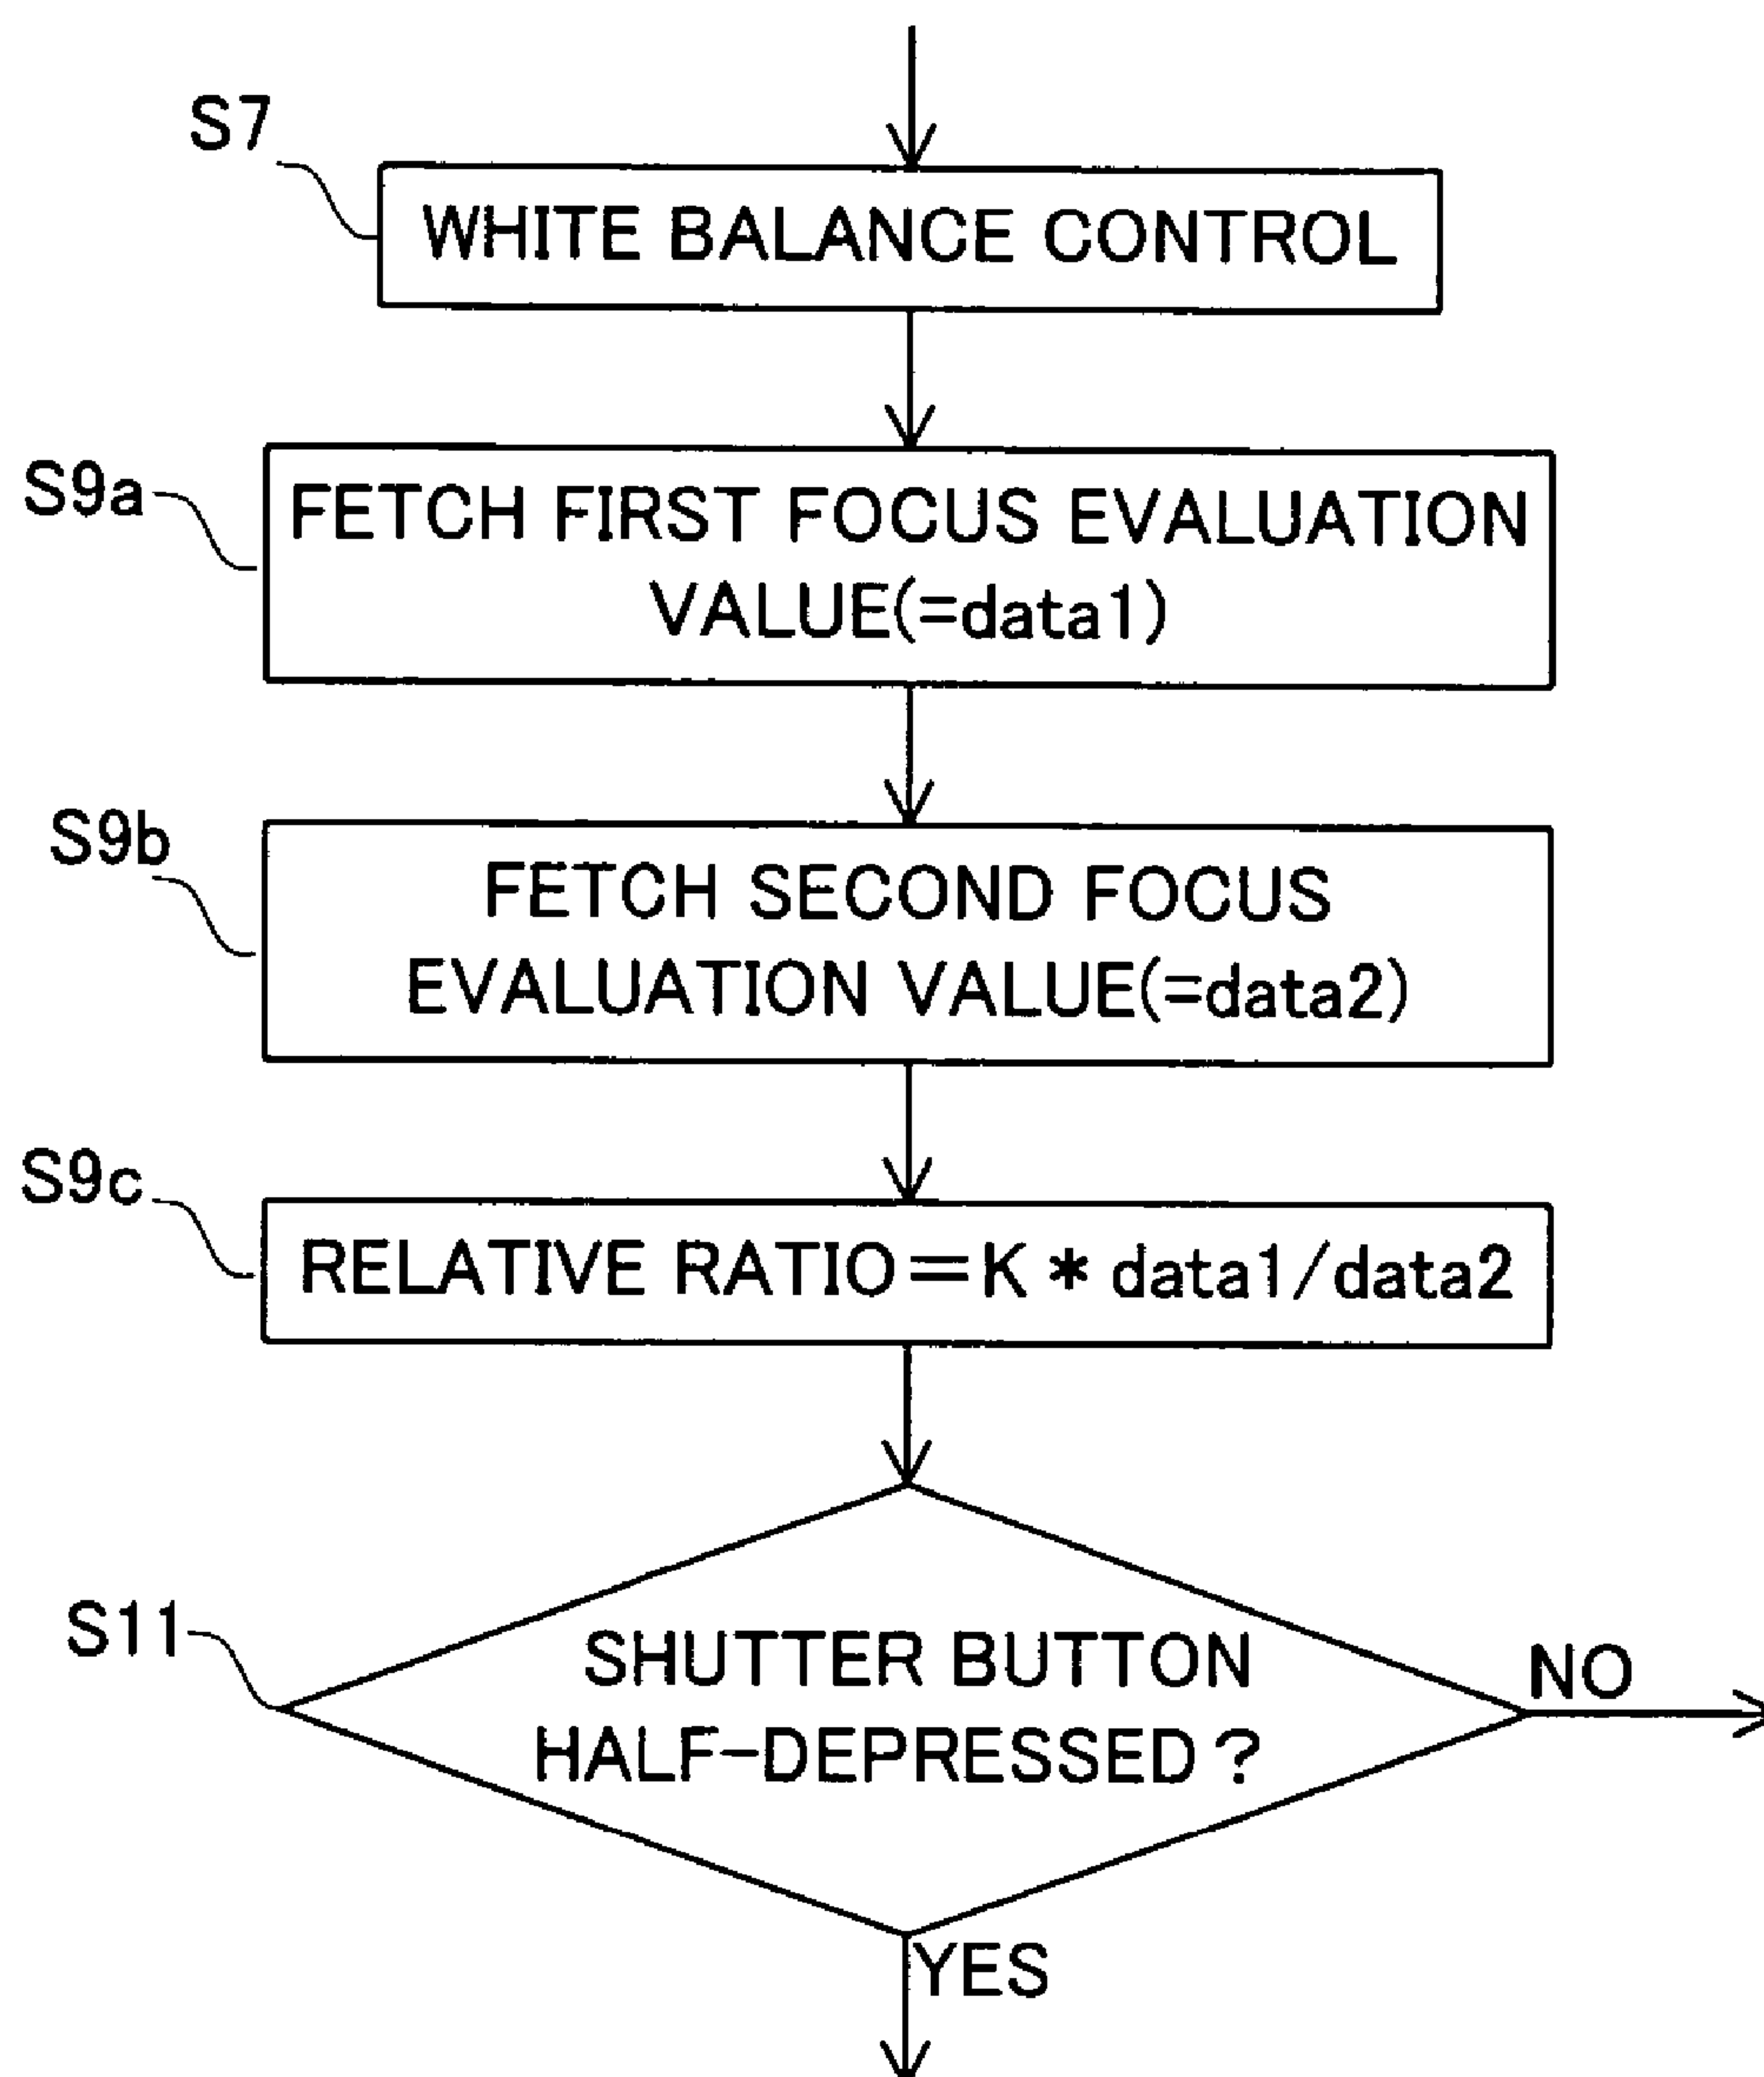 S7
WHITE BALANCE CONTROL
S9a
FETCH FIRST FOCUS EVALUATION
VALUE(=data1)
S9b
FETCH SECOND FOCUS
EVALUATION VALUE(=data2)
S9c
RELATIVE RATIO=K * data1/data2
S11
SHUTTER BUTTON
HALF-DEPRESSED?
NO
YES